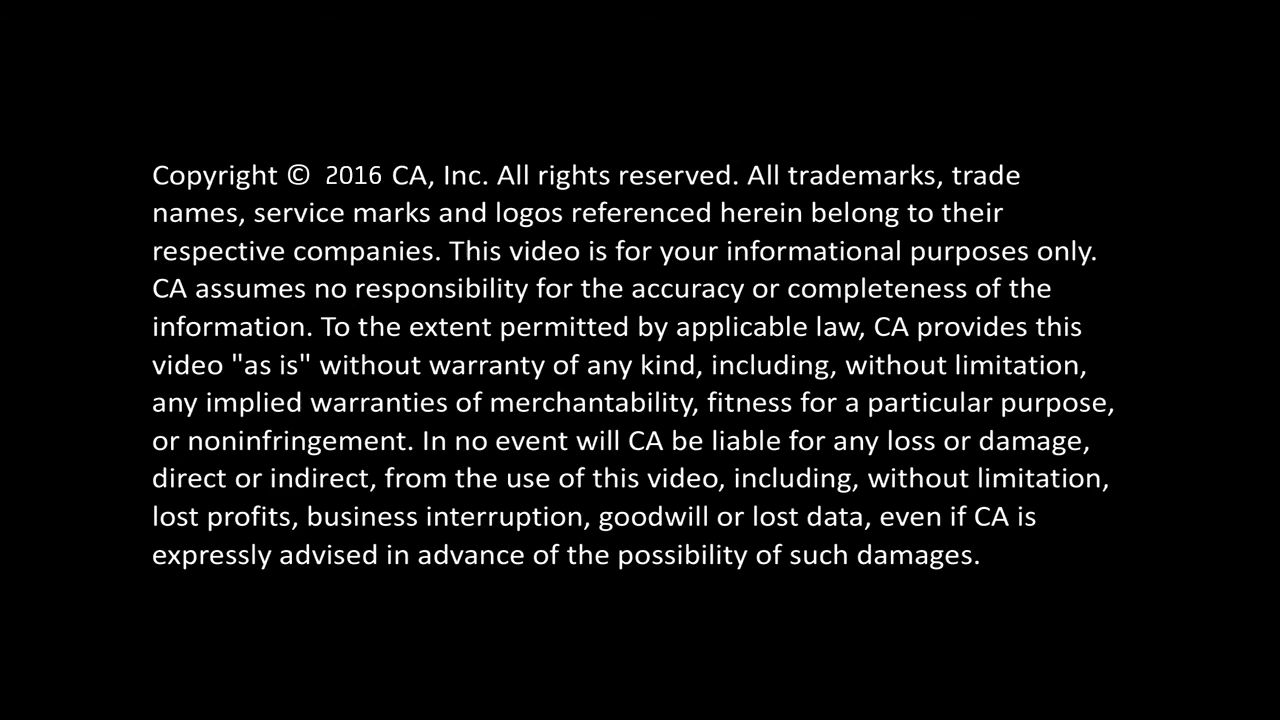 Copyright © 2016 CA, Inc. All rights reserved. All trademarks, trade
names, service marks and logos referenced herein belong to their
respective companies. This video is for your informational purposes only.
CA assumes no responsibility for the accuracy or completeness of the
information. To the extent permitted by applicable law, CA provides this
video "as is" without warranty of any kind, including, without limitation,
any implied warranties of merchantability, fitness for a particular purpose,
or noninfringement. In no event will CA be liable for any loss or damage,
direct or indirect, from the use of this video, including, without limitation,
lost profits, business interruption, goodwill or lost data, even if CA is
expressly advised in advance of the possibility of such damages.